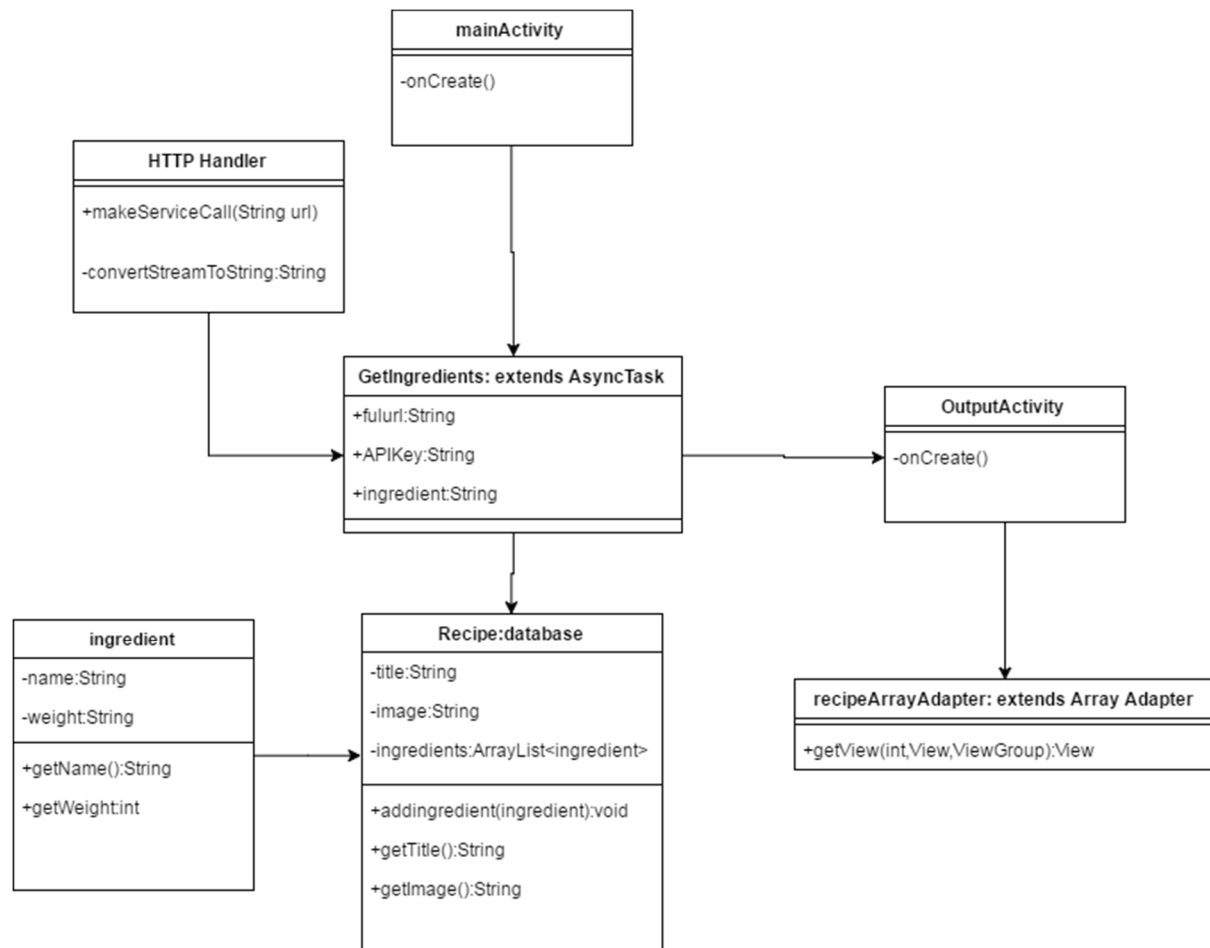 mainActivity
-onCreate()
HTTP Handler
+makeServiceCall(String url)
-convertStreamToString:String
GetIngredients: extends AsyncTask
+fulurl:String
+APIKey:String
+ingredient:String
OutputActivity
-onCreate()
ingredient
-name:String
-weight:String
+getName():String
+getWeight:int
Recipe:database
-title:String
-image:String
-ingredients:ArrayList<ingredient>
+addingredient(ingredient):void
+getTitle():String
+getImage():String
recipeArrayAdapter: extends Array Adapter
+getView(int,View,ViewGroup):View